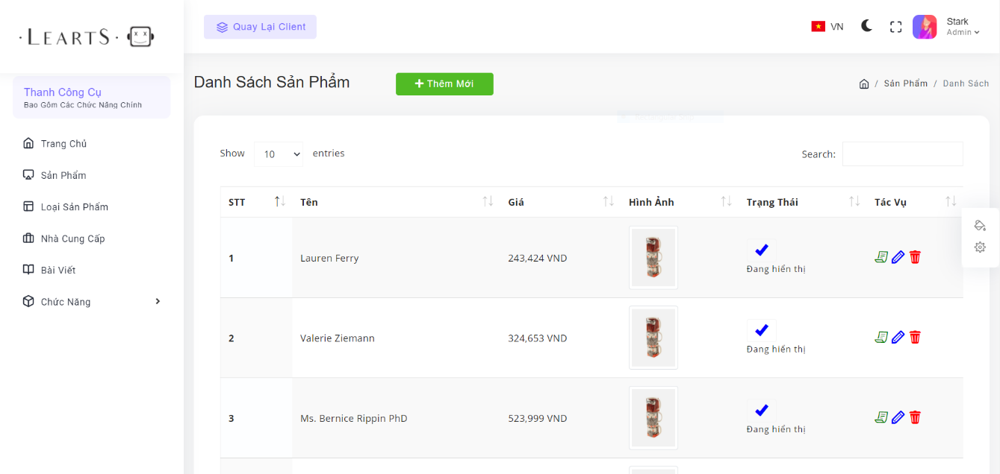 · LEARTS ·
Quay Lại Client
VN
Stark
Admin
Thanh Công Cụ
Bao Gồm Các Chức Năng Chính
Trang Chủ
Sản Phẩm
Loại Sản Phẩm
Nhà Cung Cấp
Bài Viết
Chức Năng
Danh Sách Sản Phẩm
+ Thêm Mới
/ Sản Phẩm / Danh Sách
Show 10 entries
Search:
STT Tên Giá Hình Ảnh Trạng Thái Tác Vụ
1 Lauren Ferry 243,424 VND
Đang hiển thị
2 Valerie Ziemann 324,653 VND
Đang hiển thị
3 Ms. Bernice Rippin PhD 523,999 VND
Đang hiển thị